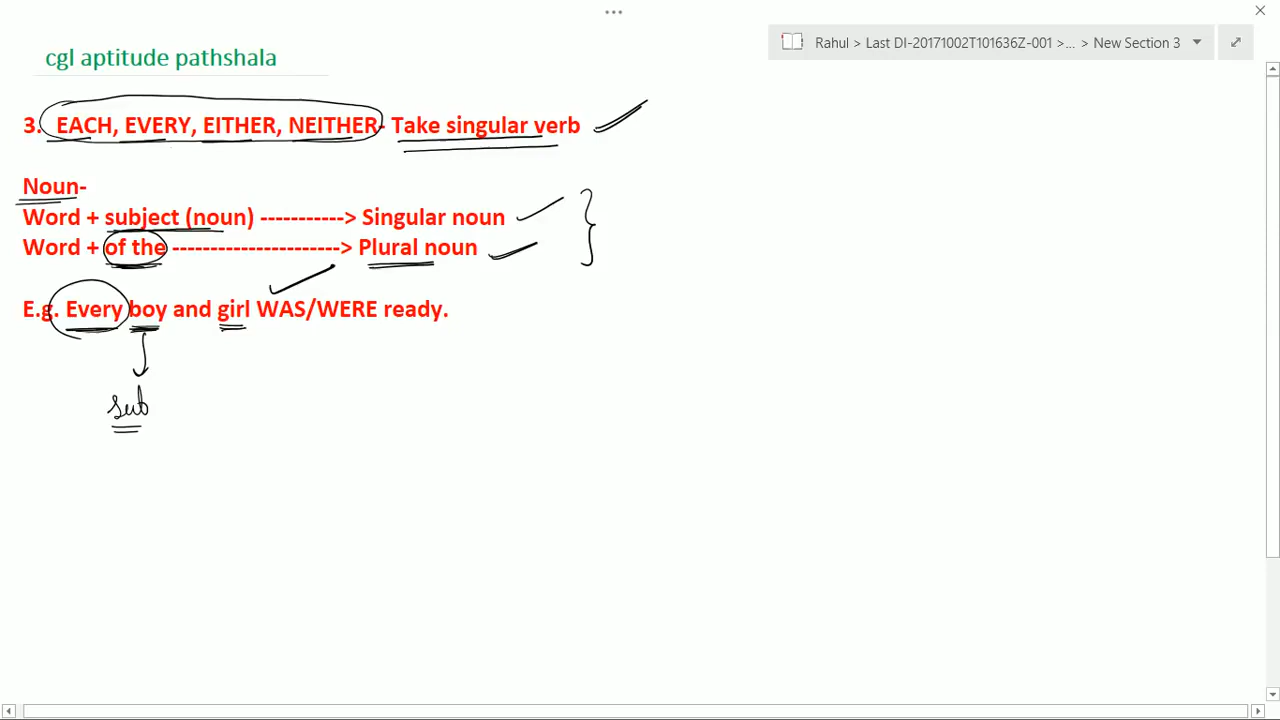 Rahul > Last DI-20171002T101636Z-001 >... > New Section 3
cgl aptitude pathshala
3. EACH, EVERY, EITHER, NEITHER- Take singular verb
Noun-
Word + subject (noun) -----------> Singular noun
Word + of the ----------------------> Plural noun
E.g. Every boy and girl WAS/WERE ready.
sub